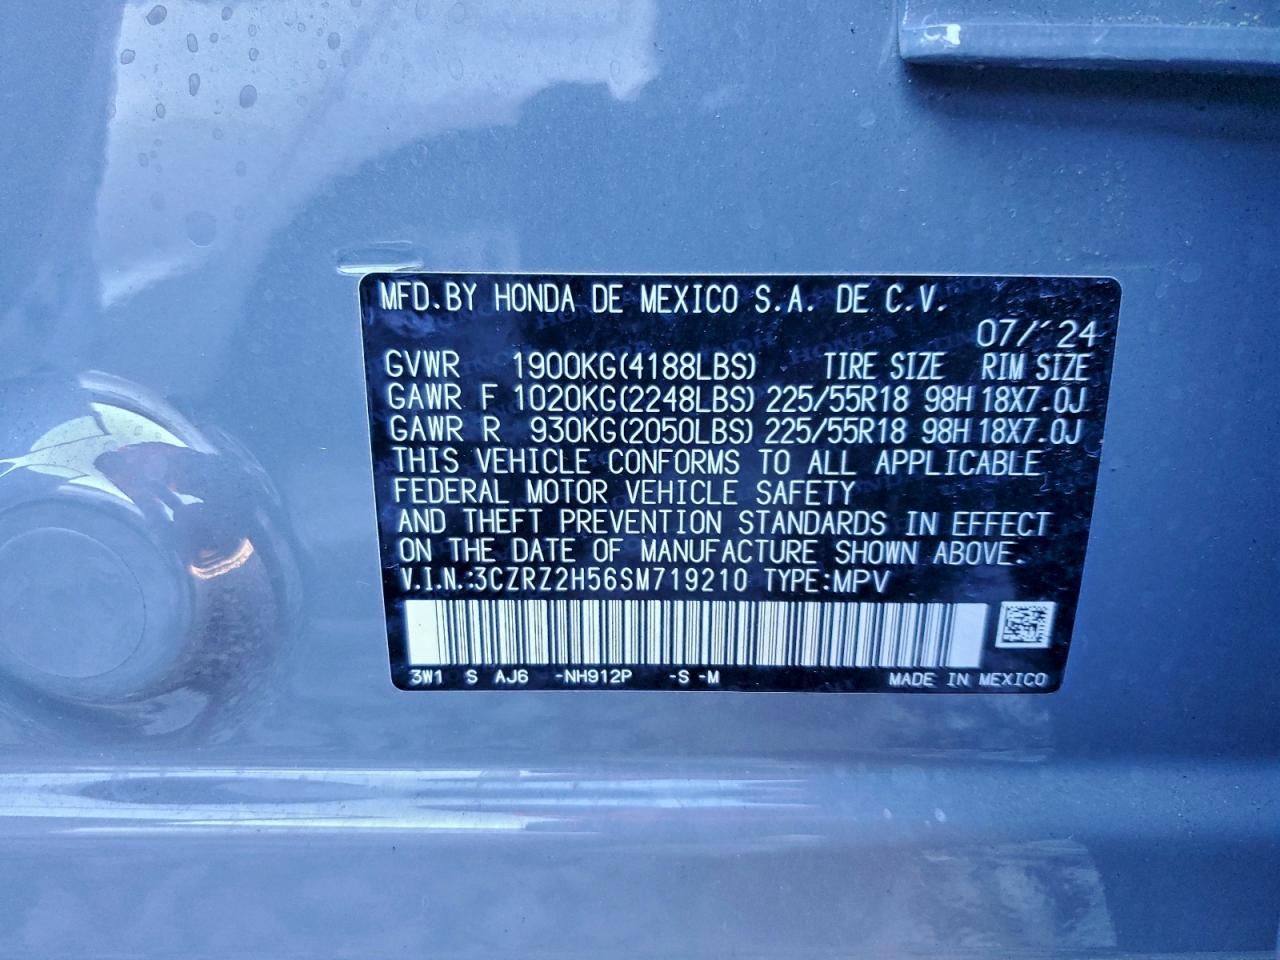 MFD.BY HONDA DE MEXICO S.A. DE C.V.
07/'24
GVWR 1900KG(4188LBS) TIRE SIZE RIM SIZE
GAWR F 1020KG(2248LBS) 225/55R18 98H 18X7.0J
GAWR R 930KG(2050LBS) 225/55R18 98H 18X7.0J
THIS VEHICLE CONFORMS TO ALL APPLICABLE
FEDERAL MOTOR VEHICLE SAFETY
AND THEFT PREVENTION STANDARDS IN EFFECT
ON THE DATE OF MANUFACTURE SHOWN ABOVE.
V.I.N.:3CZRZ2H56SM719210 TYPE:MPV
3W1 S AJ6 -NH912P -S -M MADE IN MEXICO